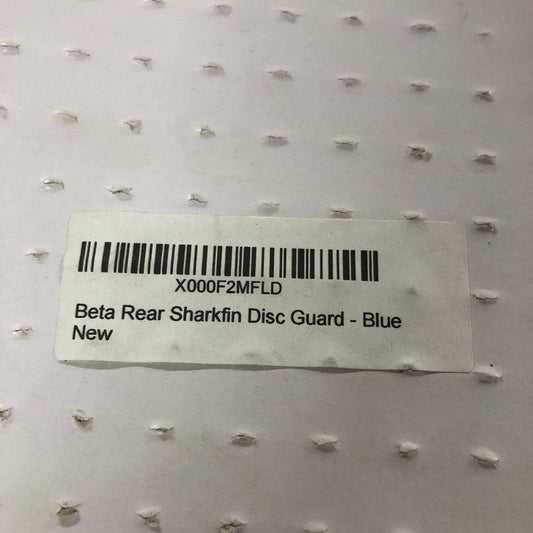 X000F2MFLD
Beta Rear Sharkfin Disc Guard - Blue
New